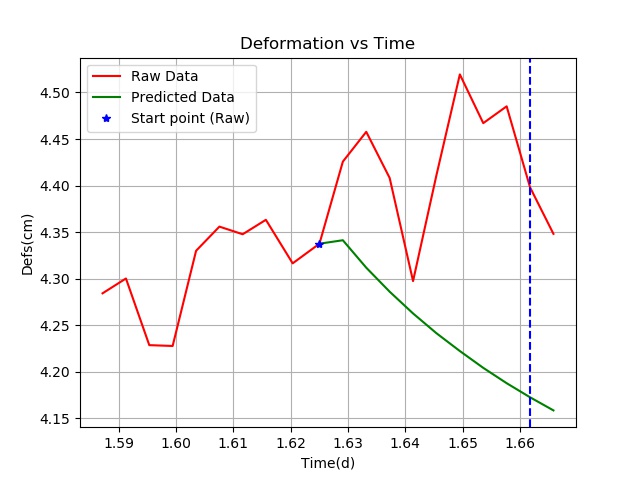 Deformation vs Time
Raw Data
Predicted Data
Start point (Raw)
4.50
4.45
4.40
4.35
4.30
4.25
4.20
4.15
Defs(cm)
1.59 1.60 1.61 1.62 1.63 1.64 1.65 1.66
Time(d)